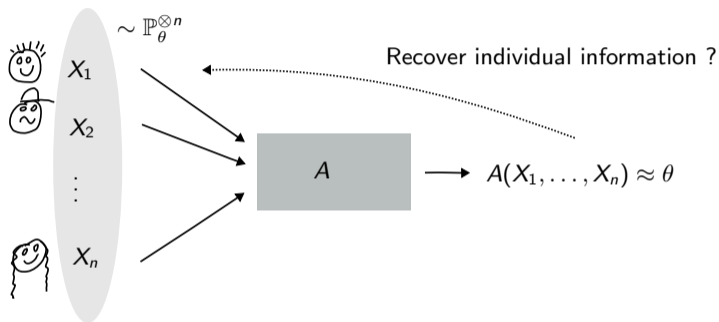 ∼ ℙ_θ^{⊗n}
Recover individual information ?
X₁
X₂
⋮
Xₙ
A
A(X₁, . . . , Xₙ) ≈ θ